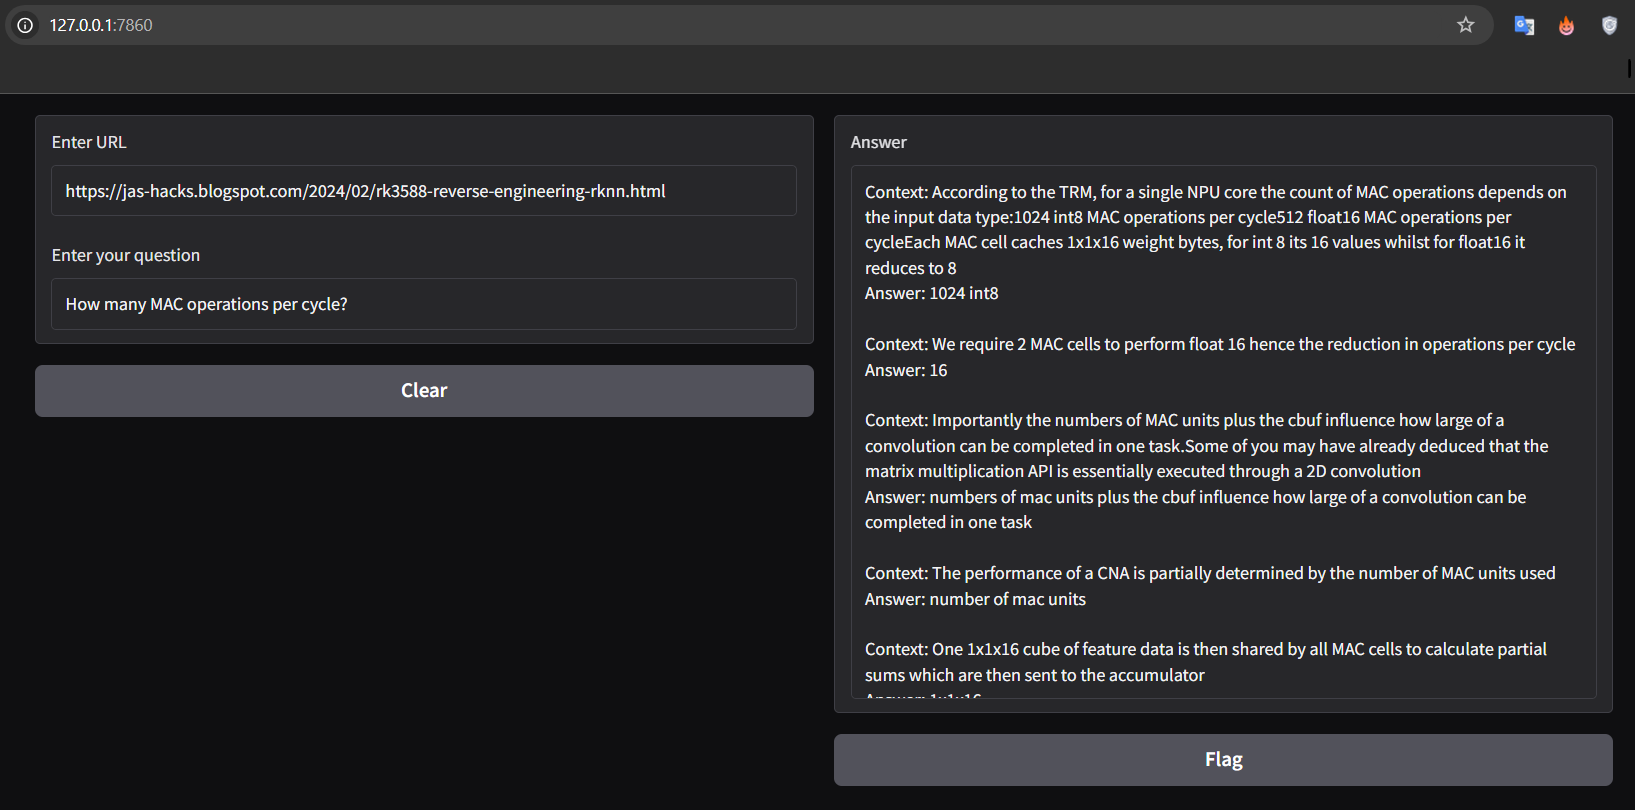 127.0.0.1:7860
Enter URL
https://jas-hacks.blogspot.com/2024/02/rk3588-reverse-engineering-rknn.html
Enter your question
How many MAC operations per cycle?
Clear
Answer
Context: According to the TRM, for a single NPU core the count of MAC operations depends on
the input data type:1024 int8 MAC operations per cycle512 float16 MAC operations per
cycleEach MAC cell caches 1x1x16 weight bytes, for int 8 its 16 values whilst for float16 it
reduces to 8
Answer: 1024 int8
Context: We require 2 MAC cells to perform float 16 hence the reduction in operations per cycle
Answer: 16
Context: Importantly the numbers of MAC units plus the cbuf influence how large of a
convolution can be completed in one task.Some of you may have already deduced that the
matrix multiplication API is essentially executed through a 2D convolution
Answer: numbers of mac units plus the cbuf influence how large of a convolution can be
completed in one task
Context: The performance of a CNA is partially determined by the number of MAC units used
Answer: number of mac units
Context: One 1x1x16 cube of feature data is then shared by all MAC cells to calculate partial
sums which are then sent to the accumulator
Answer: 1x1x16
Flag